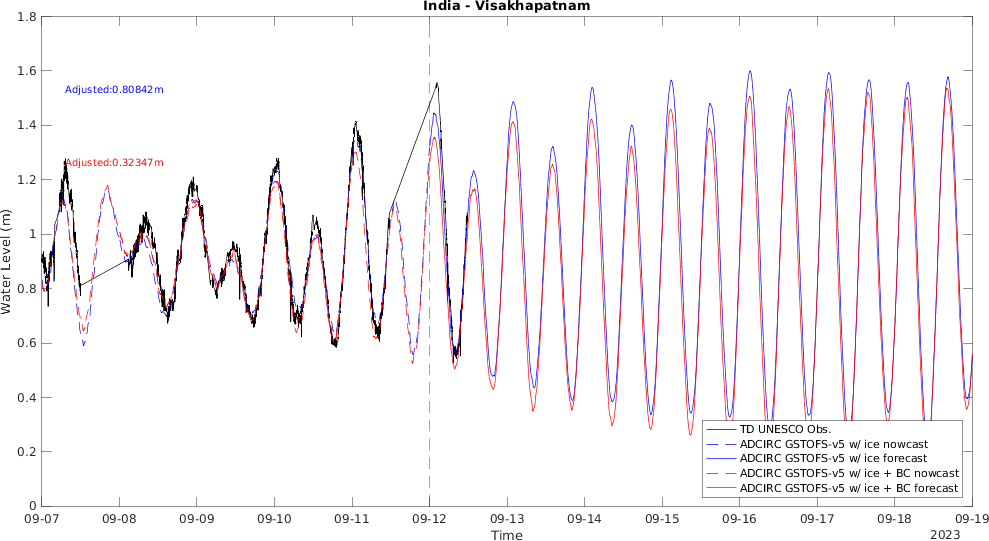 India - Visakhapatnam
Water Level (m)
1.8
1.6
1.4
1.2
1
0.8
0.6
0.4
0.2
0
Adjusted:0.80842m
Adjusted:0.32347m
TD UNESCO Obs.
ADCIRC GSTOFS-v5 w/ ice nowcast
ADCIRC GSTOFS-v5 w/ ice forecast
ADCIRC GSTOFS-v5 w/ ice + BC nowcast
ADCIRC GSTOFS-v5 w/ ice + BC forecast
09-07 09-08 09-09 09-10 09-11 09-12 09-13 09-14 09-15 09-16 09-17 09-18 09-19
Time
2023